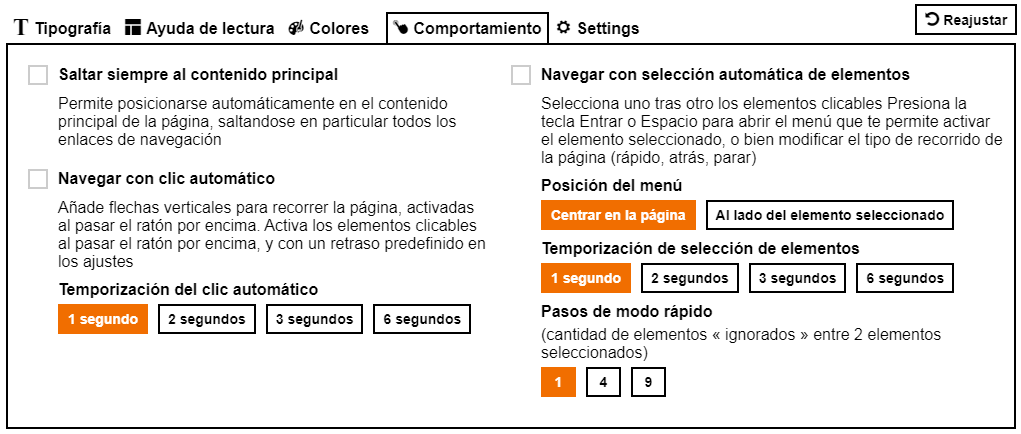 Tipografía Ayuda de lectura Colores Comportamiento Settings Reajustar
Saltar siempre al contenido principal
Permite posicionarse automáticamente en el contenido
principal de la página, saltandose en particular todos los
enlaces de navegación
Navegar con clic automático
Añade flechas verticales para recorrer la página, activadas
al pasar el ratón por encima. Activa los elementos clicables
al pasar el ratón por encima, y con un retraso predefinido en
los ajustes
Temporización del clic automático
1 segundo 2 segundos 3 segundos 6 segundos
Navegar con selección automática de elementos
Selecciona uno tras otro los elementos clicables Presiona la
tecla Entrar o Espacio para abrir el menú que te permite activar
el elemento seleccionado, o bien modificar el tipo de recorrido de
la página (rápido, atrás, parar)
Posición del menú
Centrar en la página Al lado del elemento seleccionado
Temporización de selección de elementos
1 segundo 2 segundos 3 segundos 6 segundos
Pasos de modo rápido
(cantidad de elementos « ignorados » entre 2 elementos
seleccionados)
1 4 9